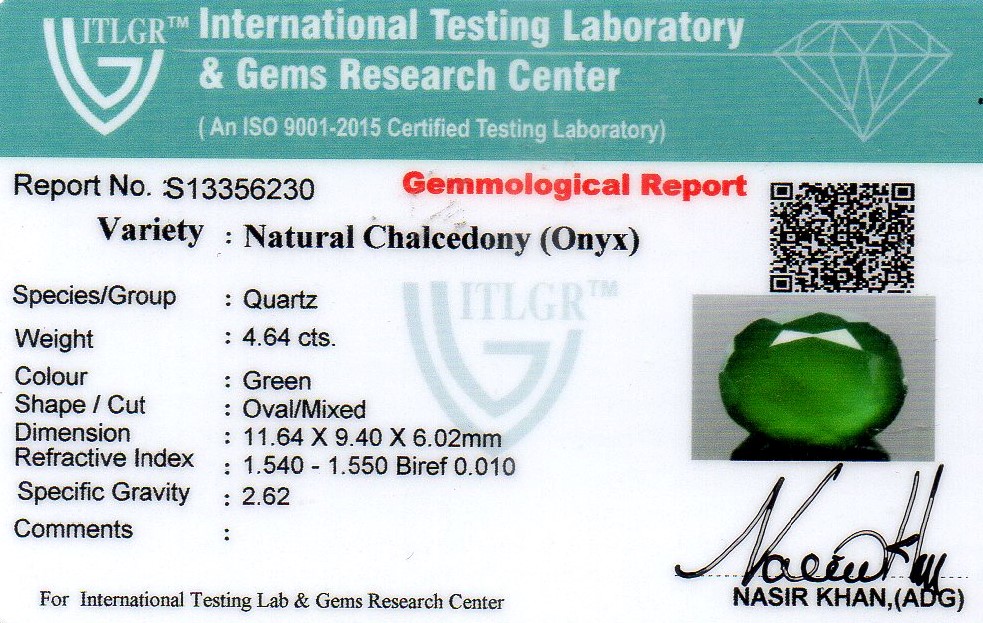 ITLGR™
International Testing Laboratory
& Gems Research Center
( An ISO 9001-2015 Certified Testing Laboratory)
Report No. :S13356230
Gemmological Report
Variety : Natural Chalcedony (Onyx)
ITLGR™
Species/Group : Quartz
Weight : 4.64 cts.
Colour : Green
Shape / Cut : Oval/Mixed
Dimension : 11.64 X 9.40 X 6.02mm
Refractive Index : 1.540 - 1.550 Biref 0.010
Specific Gravity : 2.62
Comments :
NASIR KHAN,(ADG)
For International Testing Lab & Gems Research Center